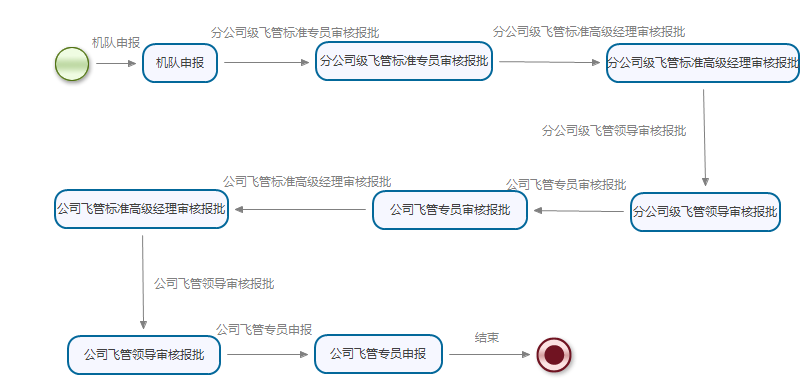 机队申报
分公司级飞管标准专员审核报批
分公司级飞管标准高级经理审核报批
机队申报
分公司级飞管标准专员审核报批
分公司级飞管标准高级经理审核报批
分公司级飞管领导审核报批
公司飞管标准高级经理审核报批
公司飞管专员审核报批
公司飞管标准高级经理审核报批
公司飞管专员审核报批
分公司级飞管领导审核报批
公司飞管领导审核报批
公司飞管专员申报
结束
公司飞管领导审核报批
公司飞管专员申报